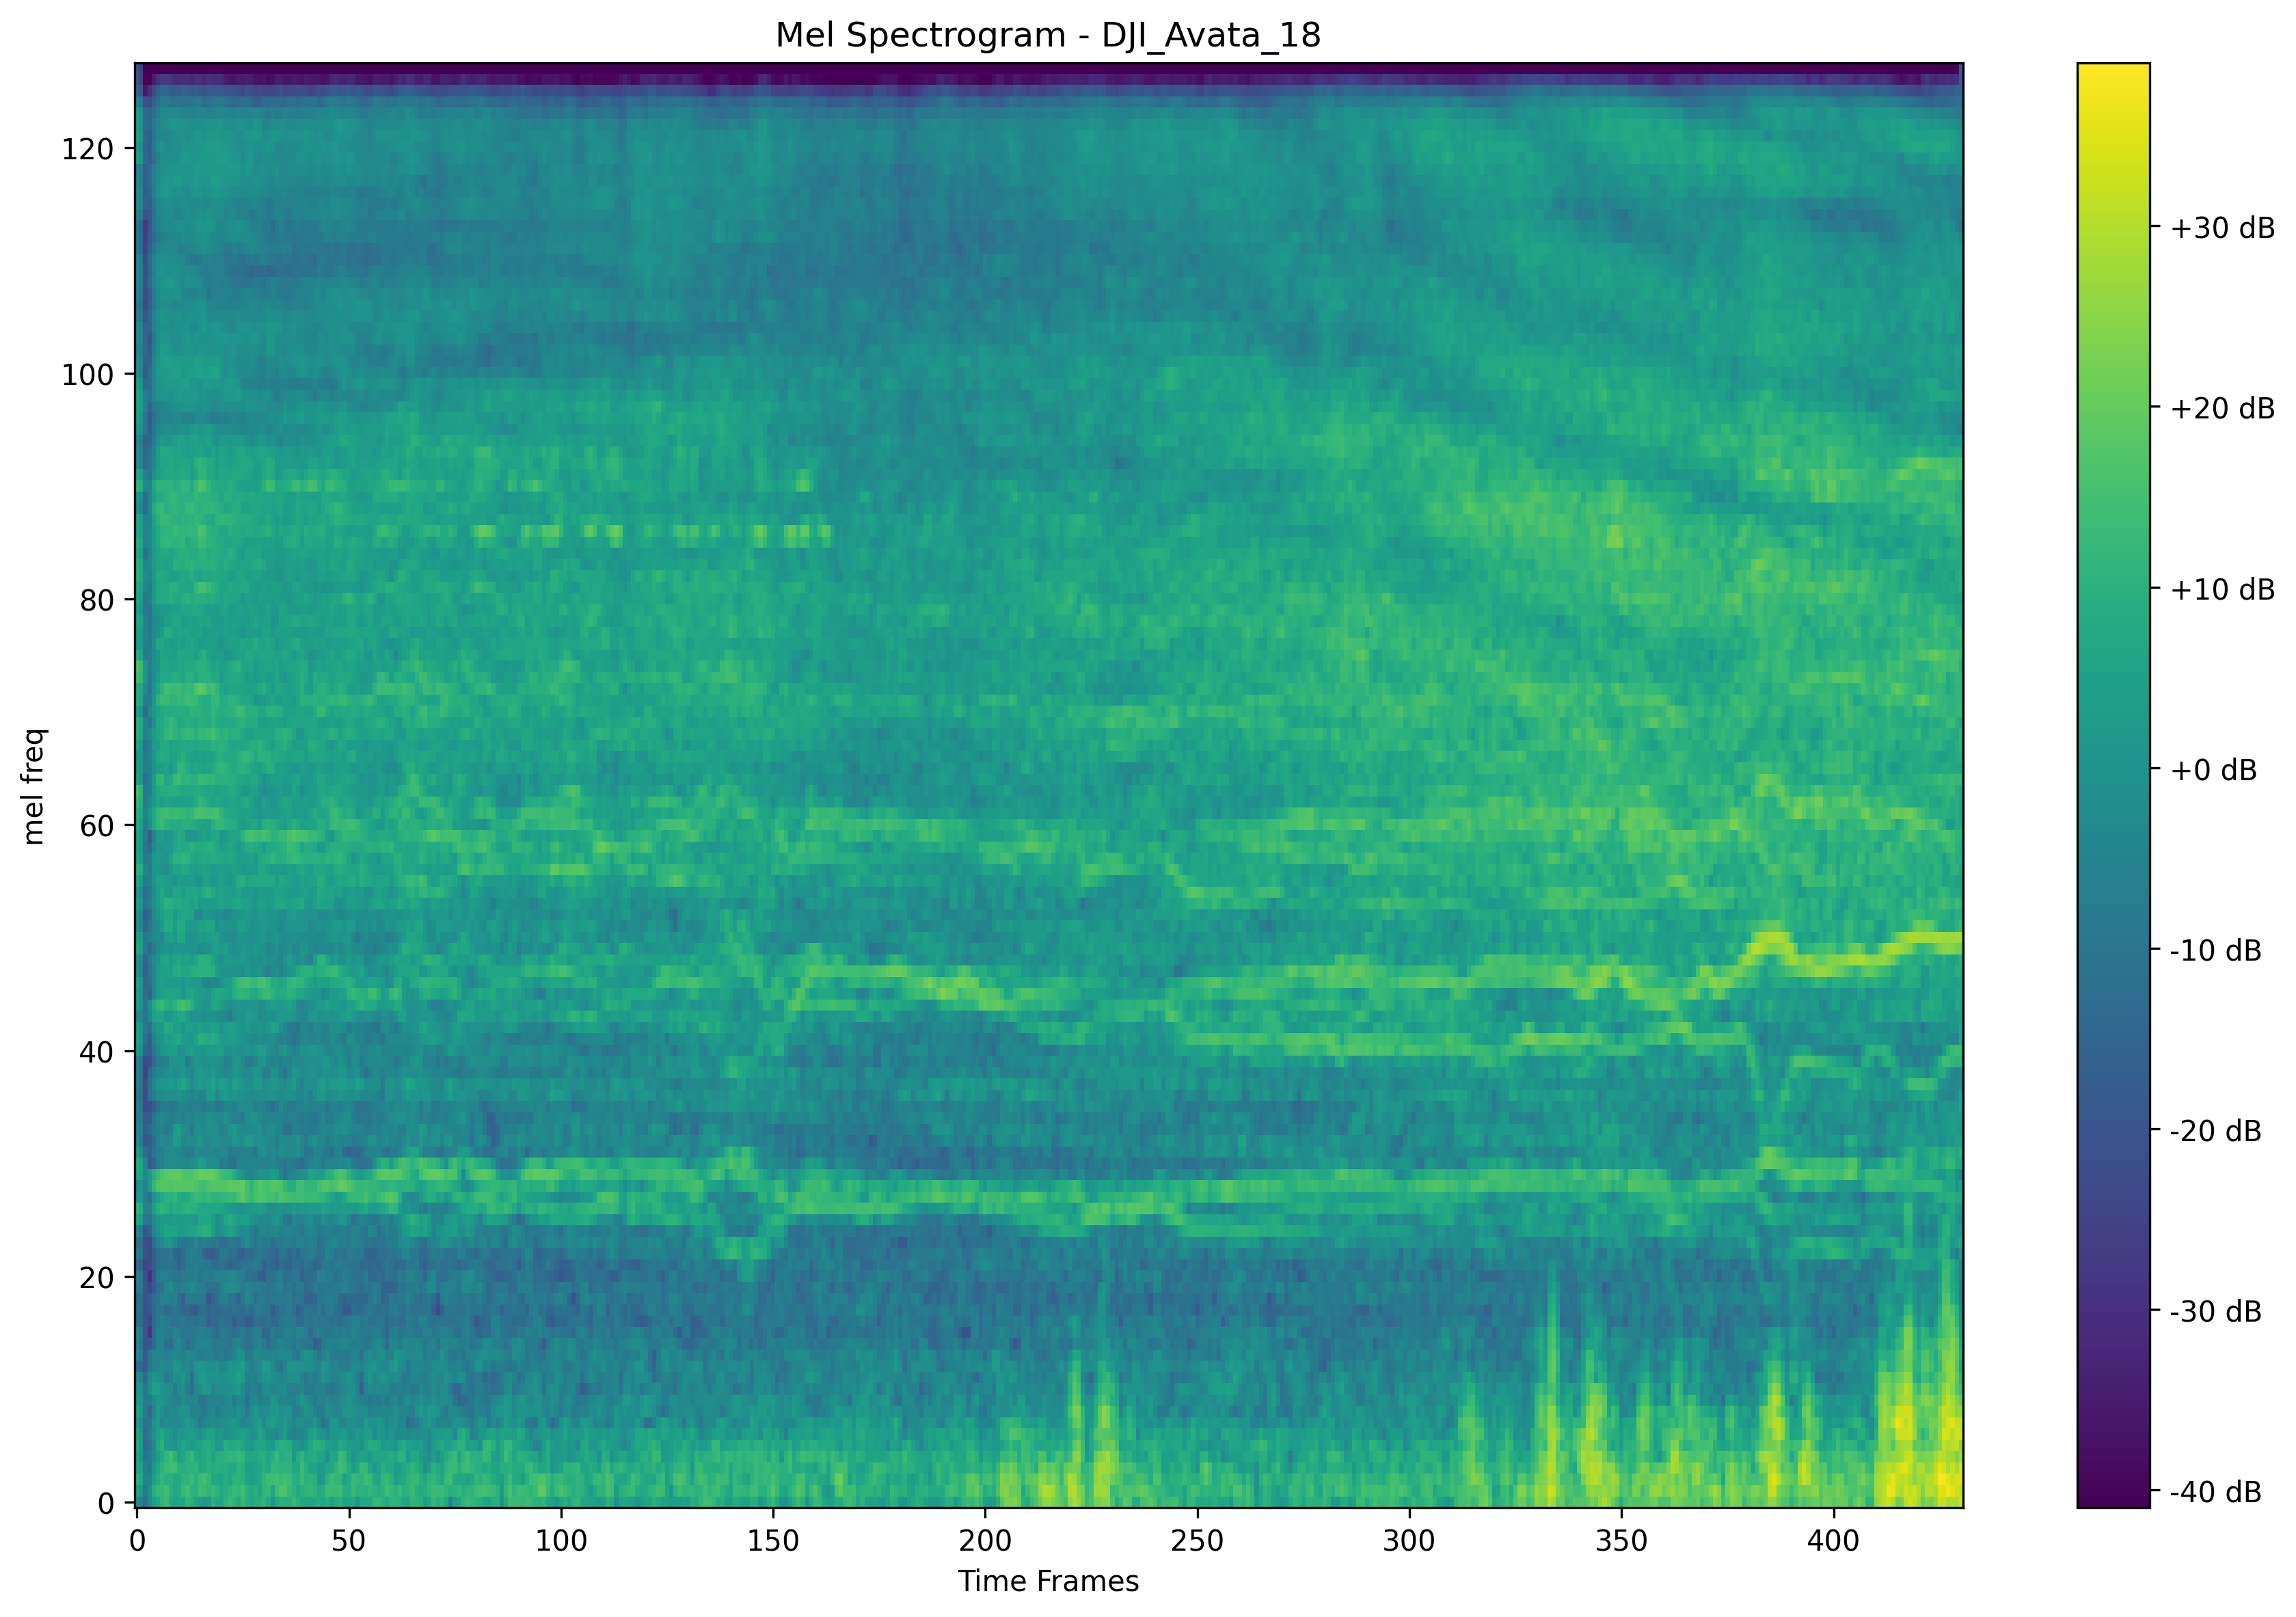 Mel Spectrogram - DJI_Avata_18
120
100
80
60
40
20
0
mel freq
0
50
100
150
200
250
300
350
400
Time Frames
+30 dB
+20 dB
+10 dB
+0 dB
-10 dB
-20 dB
-30 dB
-40 dB